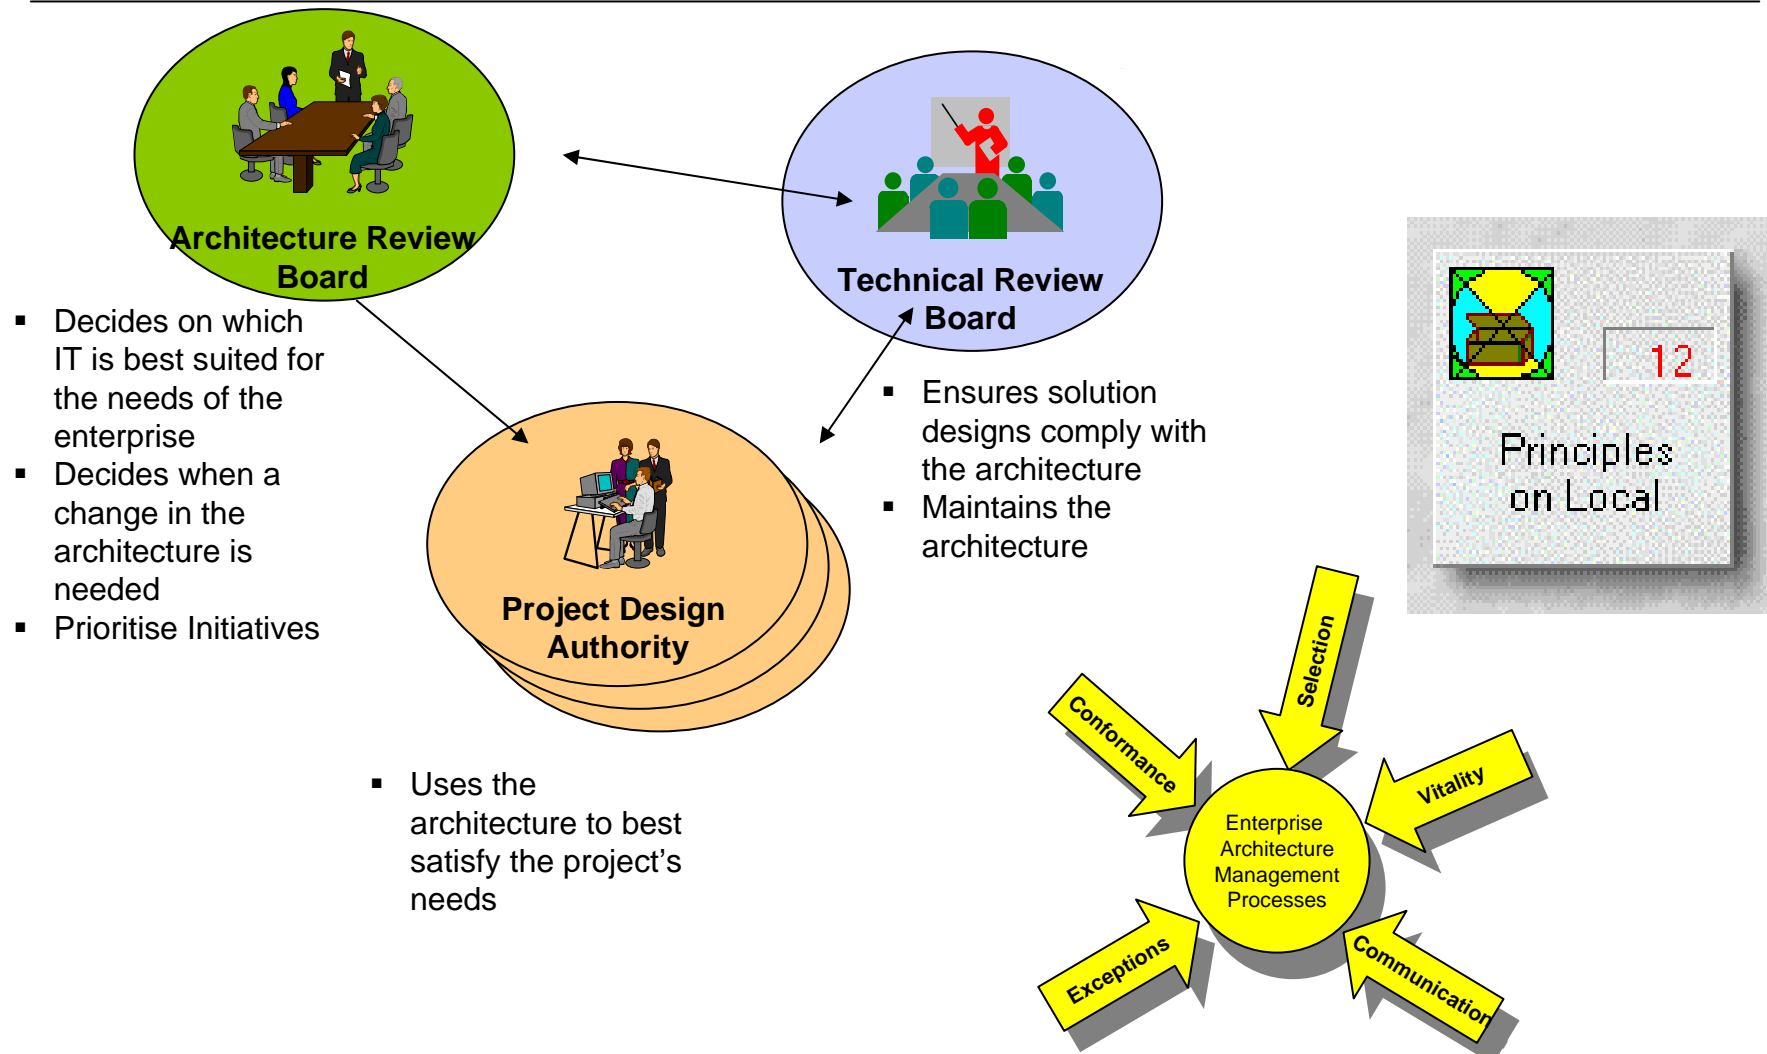 Architecture Review
Board
▪ Decides on which
IT is best suited for
the needs of the
enterprise
▪ Decides when a
change in the
architecture is
needed
▪ Prioritise Initiatives
Technical Review
Board
▪ Ensures solution
designs comply with
the architecture
▪ Maintains the
architecture
Project Design
Authority
▪ Uses the
architecture to best
satisfy the project’s
needs
12
Principles
on Local
Selection
Conformance
Vitality
Enterprise
Architecture
Management
Processes
Exceptions
Communication